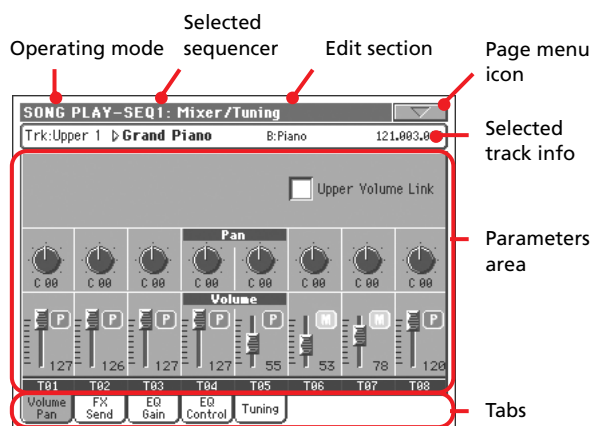 Selected
Operating mode sequencer Edit section Page menu
icon
SONG PLAY-SEQ1: Mixer/Tuning
Trk:Upper 1 ▷Grand Piano B:Piano 121.003.0
Selected
track info
Upper Volume Link
Parameters
area
Pan
C 00 C 00 C 00 C 00 C 00 C 00 C 00 C 00
Volume
P P P P P M M P
127 126 127 127 55 53 78 120
T01 T02 T03 T04 T05 T06 T07 T08
Volume FX EQ EQ Tuning
Pan Send Gain Control
Tabs